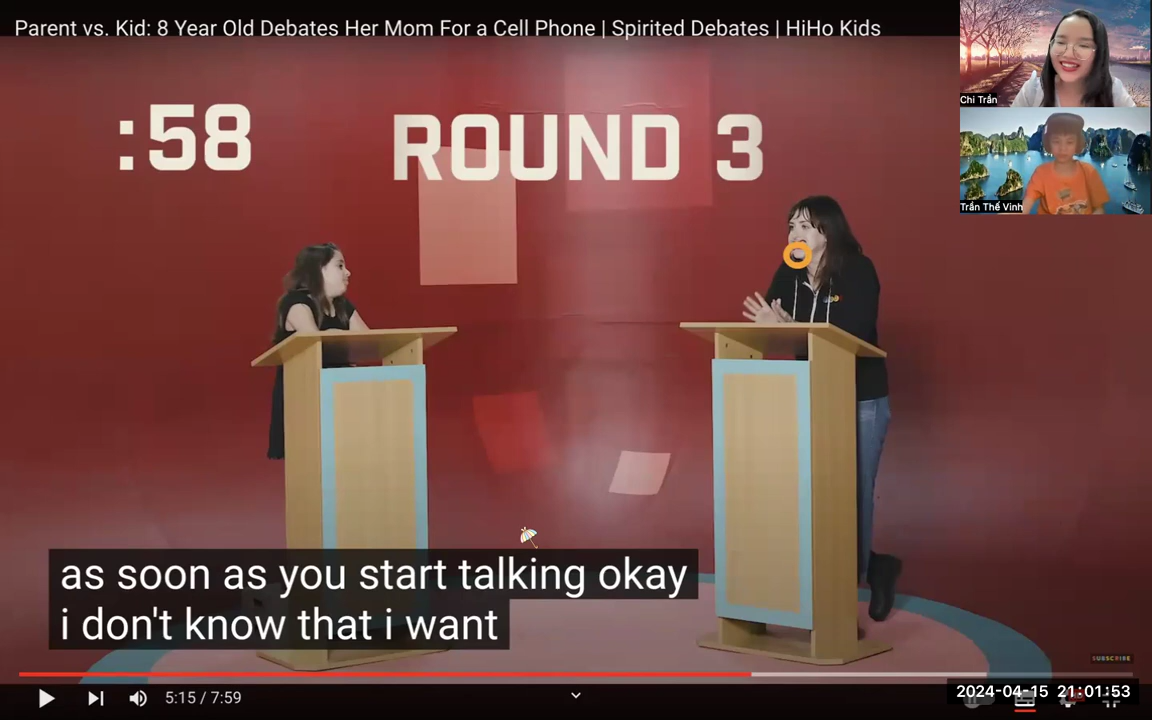 Parent vs. Kid: 8 Year Old Debates Her Mom For a Cell Phone | Spirited Debates | HiHo Kids
:58
ROUND 3
Chi Trần
Trần Thế Vinh
as soon as you start talking okay
i don't know that i want
SUBSCRIBE
5:15 / 7:59
2024-04-15 21:01:53